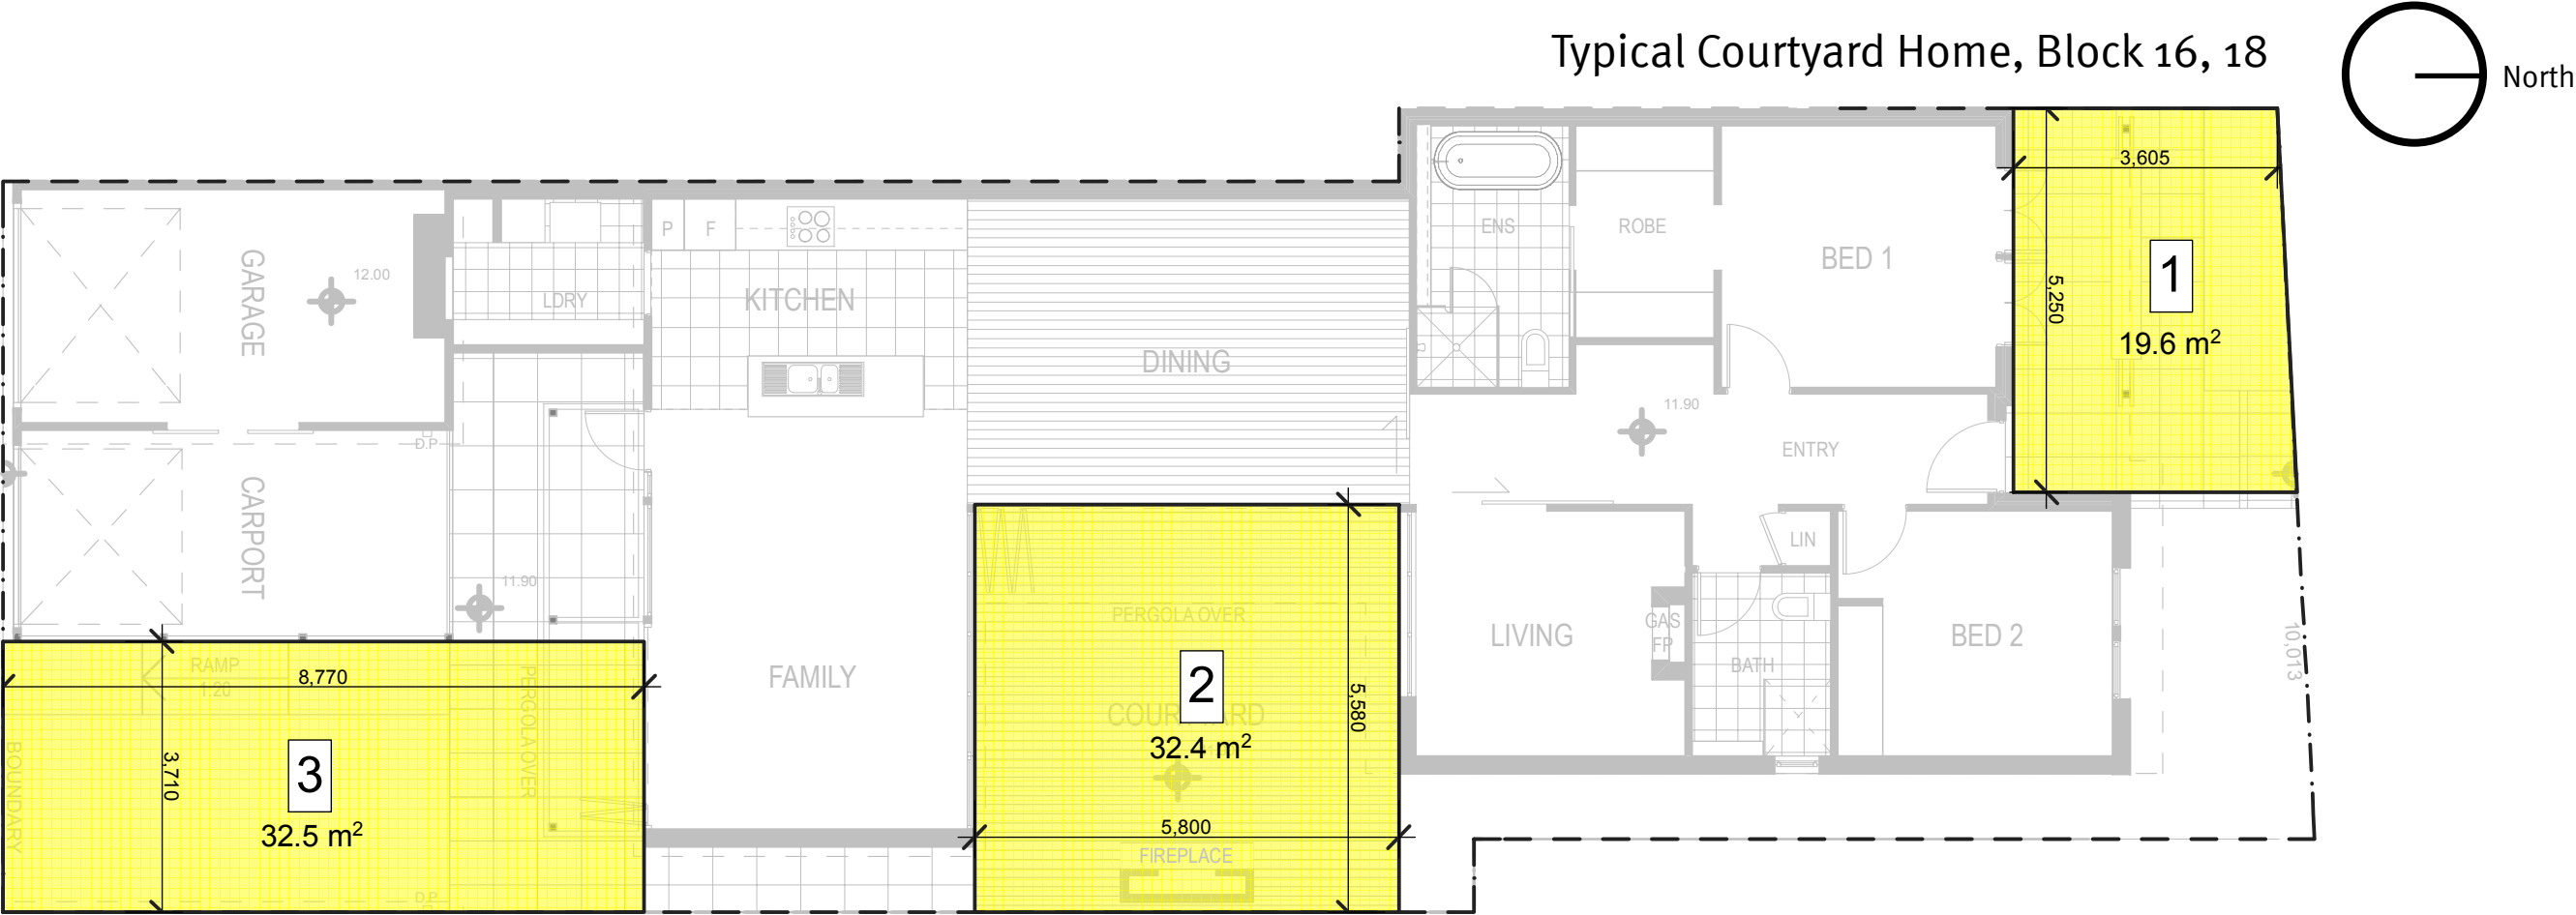 Typical Courtyard Home, Block 16, 18
North
3,605
P
F
ENS
ROBE
BED 1
GARAGE
12.00
LDRY
KITCHEN
5,250
1
19.6 m²
DINING
11.90
D.P
ENTRY
CARPORT
LIN
11.90
PERGOLA OVER
GAS
FP
LIVING
BATH
BED 2
10,013
RAMP
1:20
8,770
PERGOLA OVER
FAMILY
2
COURTYARD
32.4 m²
5,580
BOUNDARY
3,710
3
32.5 m²
5,800
FIREPLACE
D.P